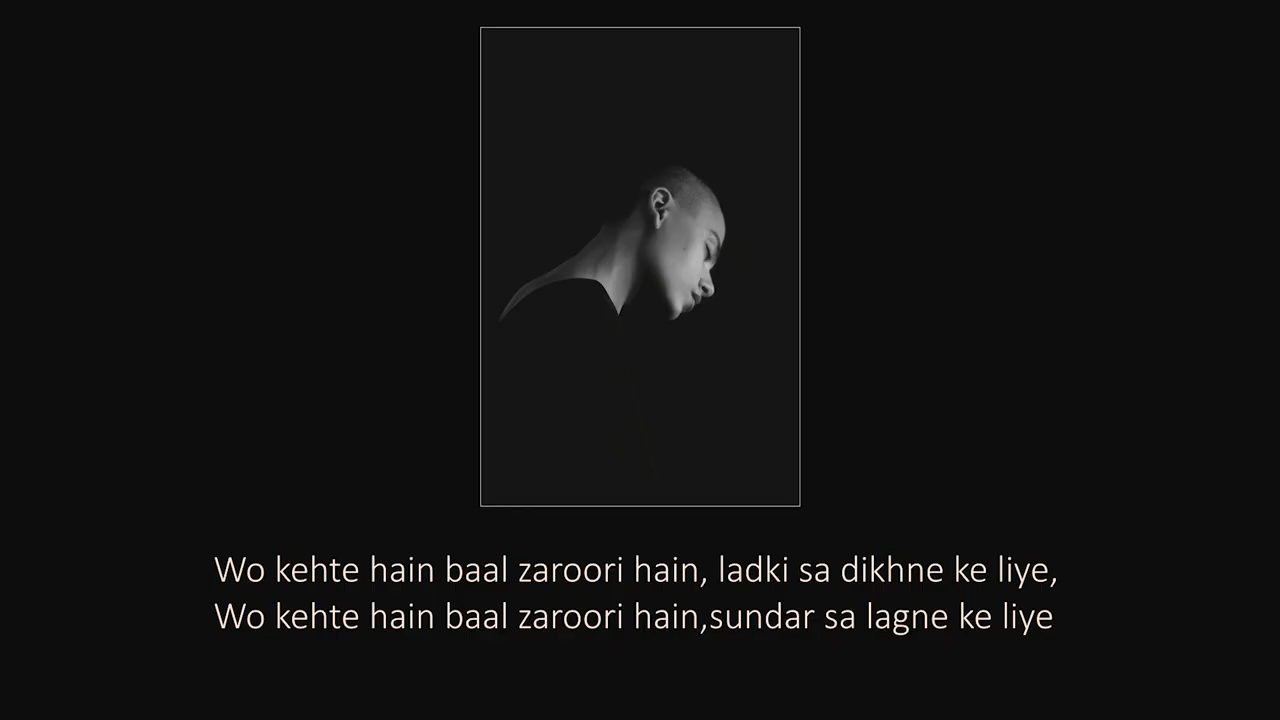 Wo kehte hain baal zaroori hain, ladki sa dikhne ke liye,
Wo kehte hain baal zaroori hain,sundar sa lagne ke liye